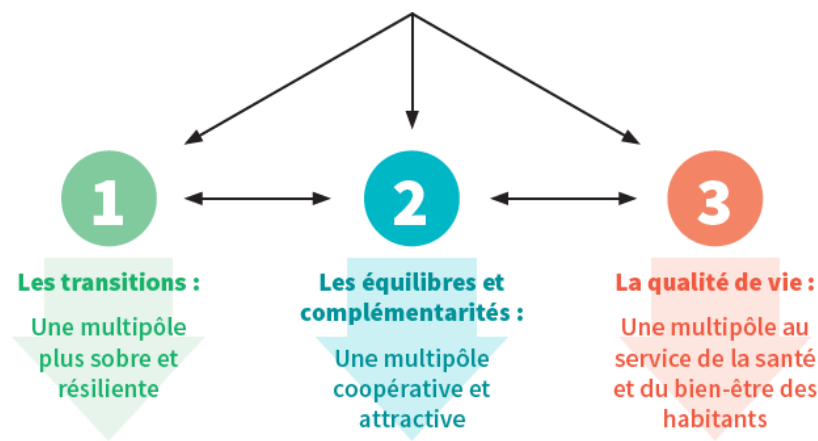 1
2
3
Les transitions :
Une multipôle
plus sobre et
résiliente
Les équilibres et
complémentarités :
Une multipôle
coopérative et
attractive
La qualité de vie :
Une multipôle au
service de la santé
et du bien-être des
habitants